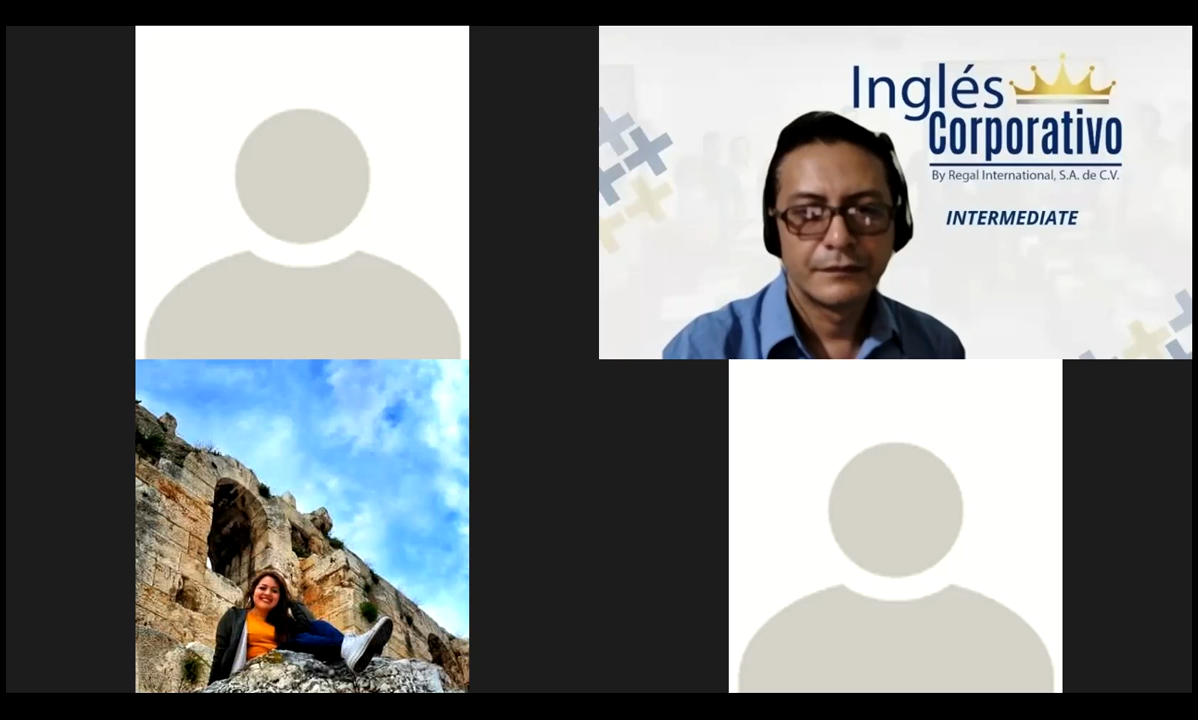 Inglés
Corporativo
By Regal International, S.A. de C.V.
INTERMEDIATE